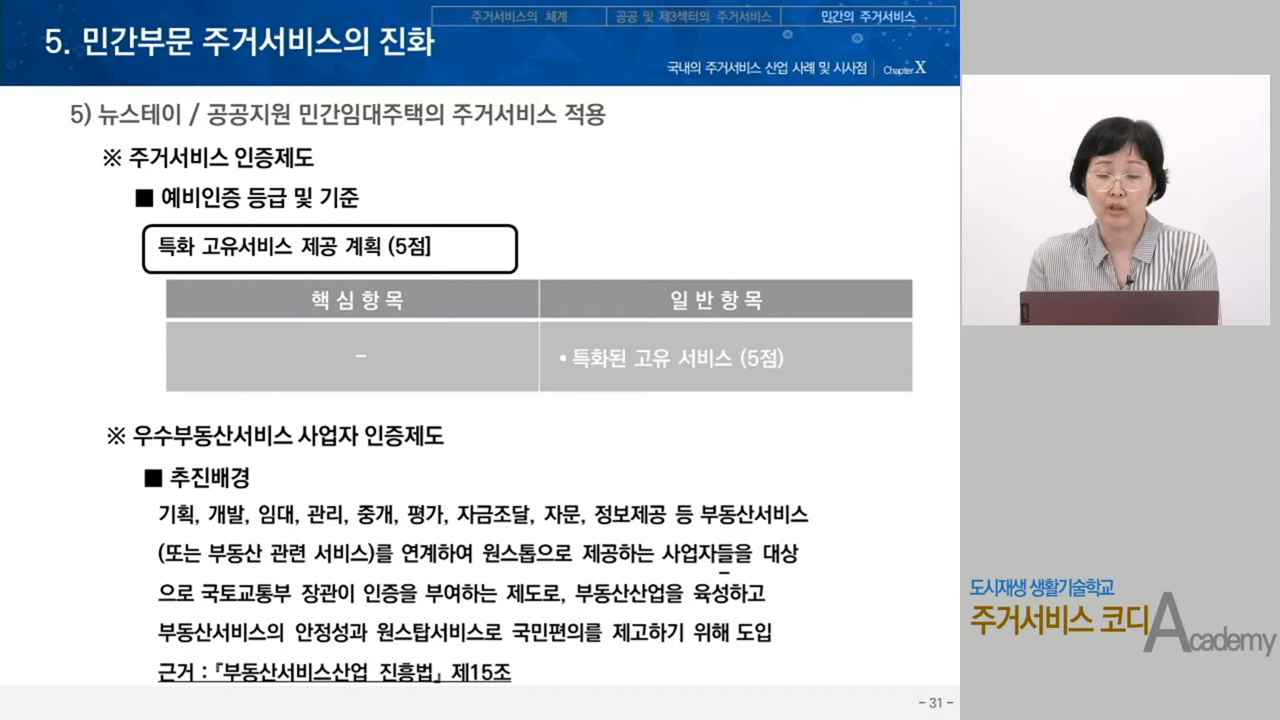 주거서비스의 체계
공공 및 제3섹터의 주거서비스
민간의 주거서비스
5. 민간부문 주거서비스의 진화
국내의 주거서비스 산업 사례 및 시사점
Chapter X
5) 뉴스테이 / 공공지원 민간임대주택의 주거서비스 적용
※ 주거서비스 인증제도
■ 예비인증 등급 및 기준
특화 고유서비스 제공 계획 (5점]
핵심항목
일반항목
–
• 특화된 고유 서비스 (5점)
※ 우수부동산서비스 사업자 인증제도
■ 추진배경
기획, 개발, 임대, 관리, 중개, 평가, 자금조달, 자문, 정보제공 등 부동산서비스
(또는 부동산 관련 서비스)를 연계하여 원스톱으로 제공하는 사업자들을 대상
으로 국토교통부 장관이 인증을 부여하는 제도로, 부동산산업을 육성하고
부동산서비스의 안정성과 원스탑서비스로 국민편의를 제고하기 위해 도입
근거 : 『부동산서비스산업 진흥법』 제15조
- 31 -
도시재생 생활기술학교
주거서비스 코디
Academy